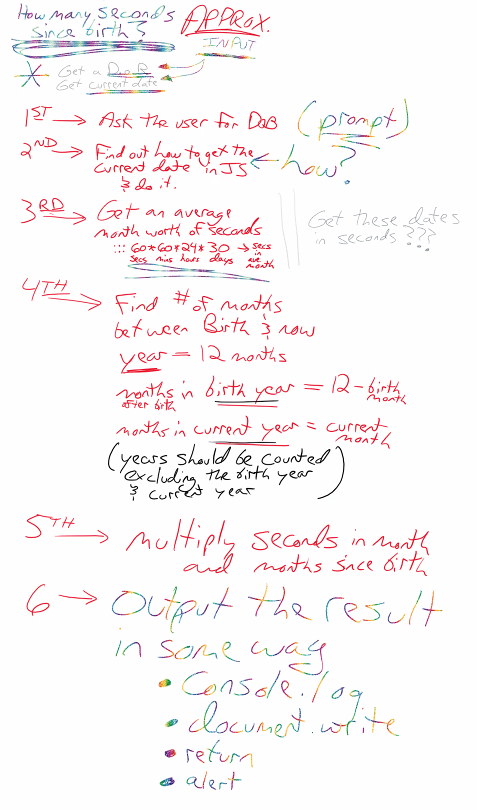 How many seconds
since birth?
APPROX.
INPUT
Get a DoB
Get current date
1ST → Ask the user for DoB
(prompt)
2ND → Find out how to get the
current date in JS
& do it.
← how?
3RD → Get an average
month worth of seconds
::: 60*60*24*30 → secs
in
ave
month
secs mins hours days
Get these dates
in seconds???
4TH → Find # of months
between Birth & now
year = 12 months
months in birth year = 12 - birth
month
after birth
months in current year = current
month
(years should be counted
excluding the birth year
& current year)
5TH → multiply seconds in month
and months since birth
6 → Output the result
in some way
• Console.log
• document.write
• return
• alert